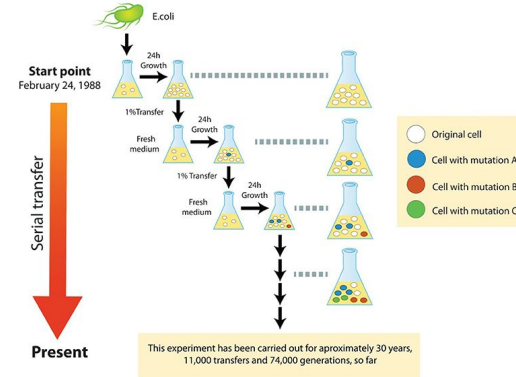 E.coli
24h
Growth
Start point
February 24, 1988
1%Transfer
24h
Growth
Fresh
medium
1% Transfer
24h
Growth
Fresh
medium
Serial transfer
Present
Original cell
Cell with mutation A
Cell with mutation B
Cell with mutation C
This experiment has been carried out for aproximately 30 years,
11,000 transfers and 74,000 generations, so far